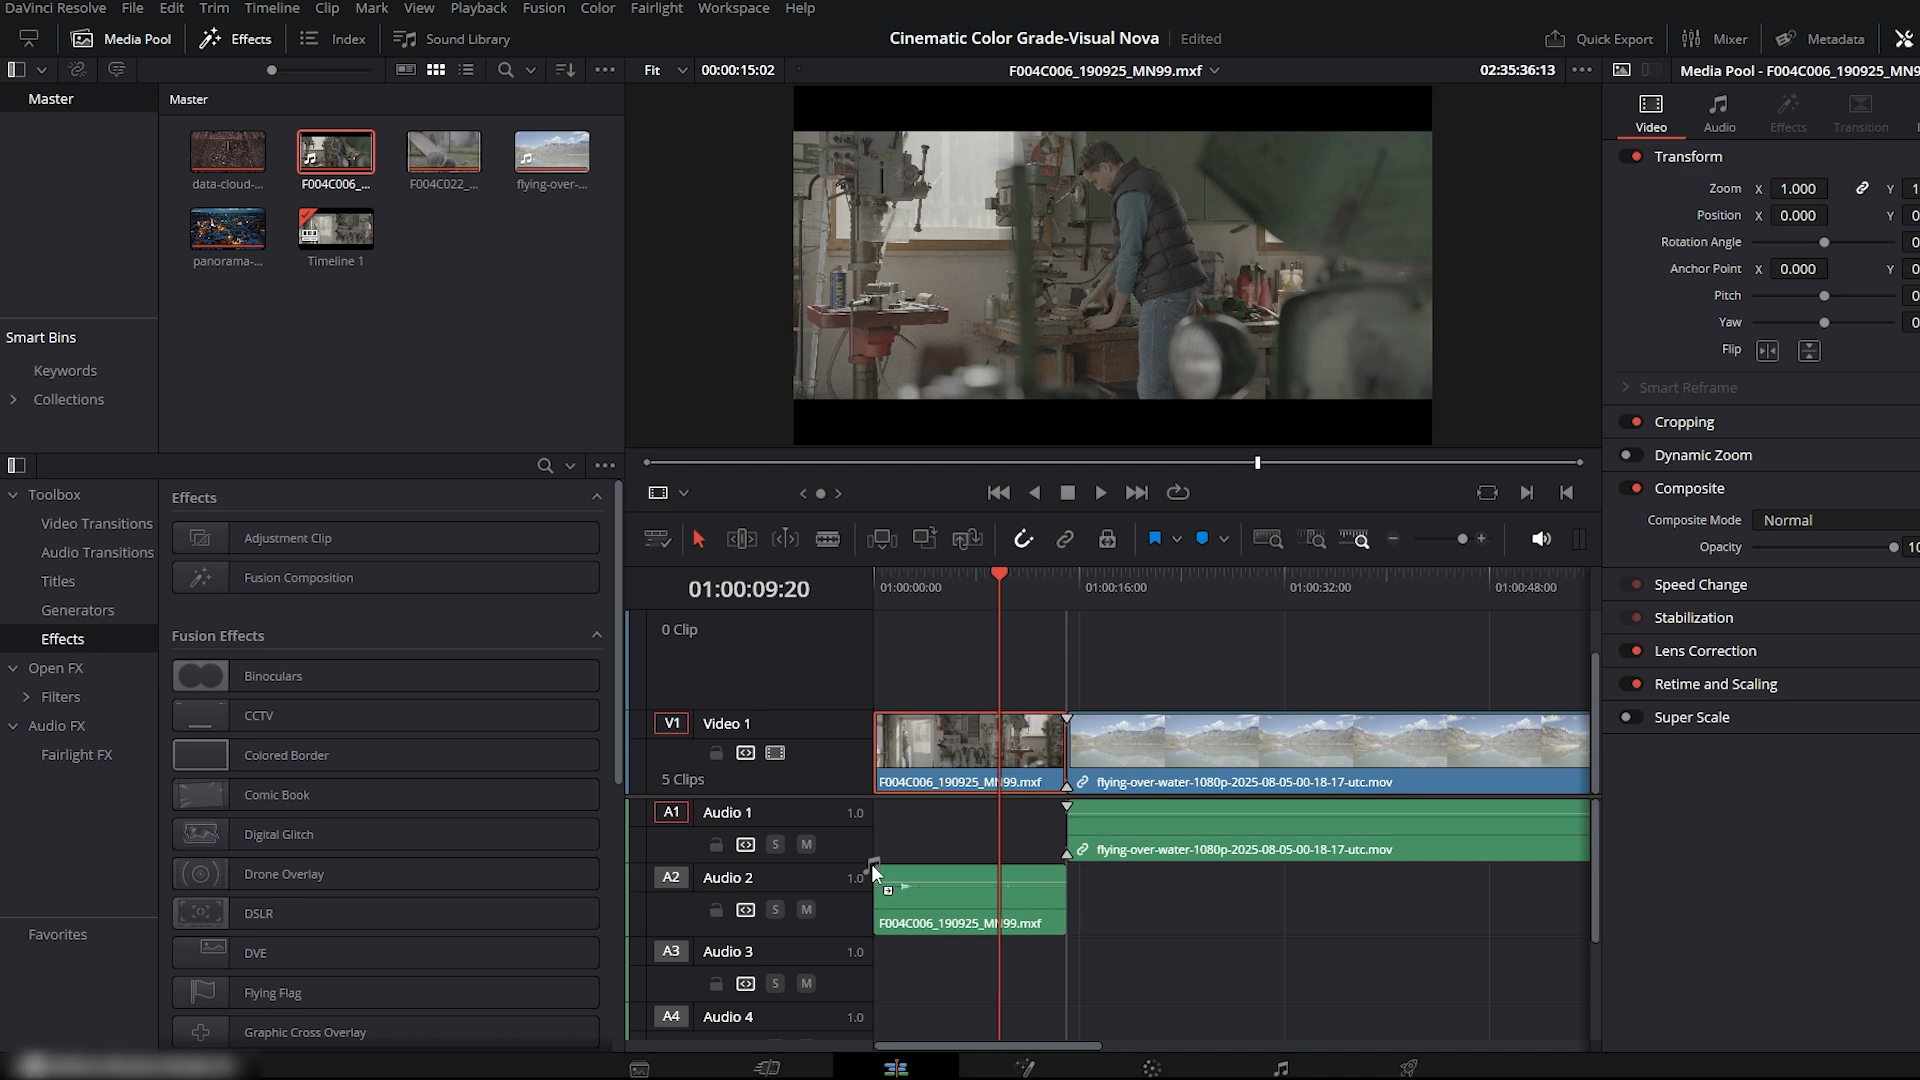 DaVinci Resolve File Edit Trim Timeline Clip Mark View Playback Fusion Color Fairlight Workspace Help
Media Pool Effects Index Sound Library Cinematic Color Grade-Visual Nova Edited Quick Export Mixer Metadata
Fit 00:00:15:02 F004C006_190925_MN99.mxf 02:35:36:13 Media Pool - F004C006_190925_MN9
Master Master
data-cloud-... F004C006_... F004C022_... flying-over-...
panorama-... Timeline 1
Smart Bins
Keywords
Collections
Video Audio Effects Transition
Transform
Zoom X 1.000 Y 1
Position X 0.000 Y 0
Rotation Angle 0
Anchor Point X 0.000 Y 0
Pitch 0
Yaw 0
Flip
Smart Reframe
Cropping
Dynamic Zoom
Composite
Composite Mode Normal
Opacity 10
Speed Change
Stabilization
Lens Correction
Retime and Scaling
Super Scale
Toolbox
Video Transitions
Audio Transitions
Titles
Generators
Effects
Open FX
Filters
Audio FX
Fairlight FX
Favorites
Effects
Adjustment Clip
Fusion Composition
Fusion Effects
Binoculars
CCTV
Colored Border
Comic Book
Digital Glitch
Drone Overlay
DSLR
DVE
Flying Flag
Graphic Cross Overlay
01:00:09:20 01:00:00:00 01:00:16:00 01:00:32:00 01:00:48:00
0 Clip
V1 Video 1
5 Clips F004C006_190925_MN99.mxf flying-over-water-1080p-2025-08-05-00-18-17-utc.mov
A1 Audio 1 1.0
S M flying-over-water-1080p-2025-08-05-00-18-17-utc.mov
A2 Audio 2 1.0
S M F004C006_190925_MN99.mxf
A3 Audio 3 1.0
S M
A4 Audio 4 1.0